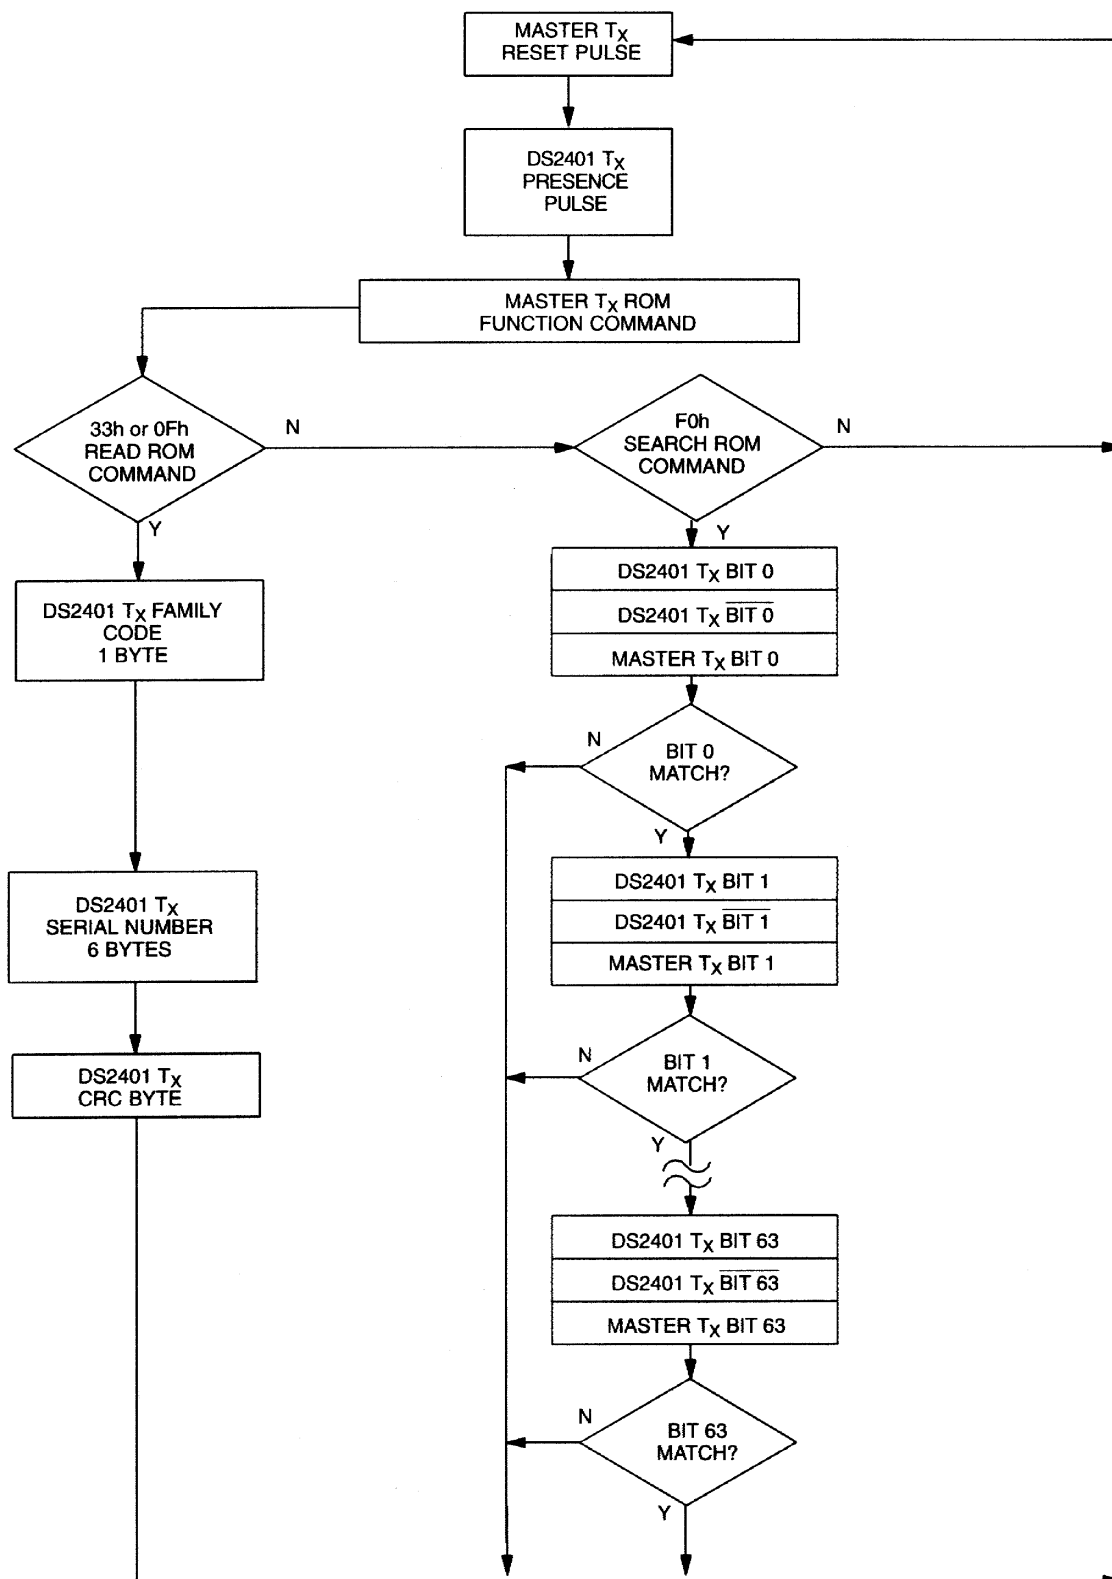 MASTER TX
RESET PULSE
DS2401 TX
PRESENCE
PULSE
MASTER TX ROM
FUNCTION COMMAND
33h or 0Fh
READ ROM
COMMAND
N
Y
F0h
SEARCH ROM
COMMAND
N
Y
DS2401 TX FAMILY
CODE
1 BYTE
DS2401 TX
SERIAL NUMBER
6 BYTES
DS2401 TX
CRC BYTE
DS2401 TX BIT 0
DS2401 TX B̅I̅T̅ ̅0̅
MASTER TX BIT 0
N
BIT 0
MATCH?
Y
DS2401 TX BIT 1
DS2401 TX B̅I̅T̅ ̅1̅
MASTER TX BIT 1
N
BIT 1
MATCH?
Y
DS2401 TX BIT 63
DS2401 TX B̅I̅T̅ ̅6̅3̅
MASTER TX BIT 63
N
BIT 63
MATCH?
Y